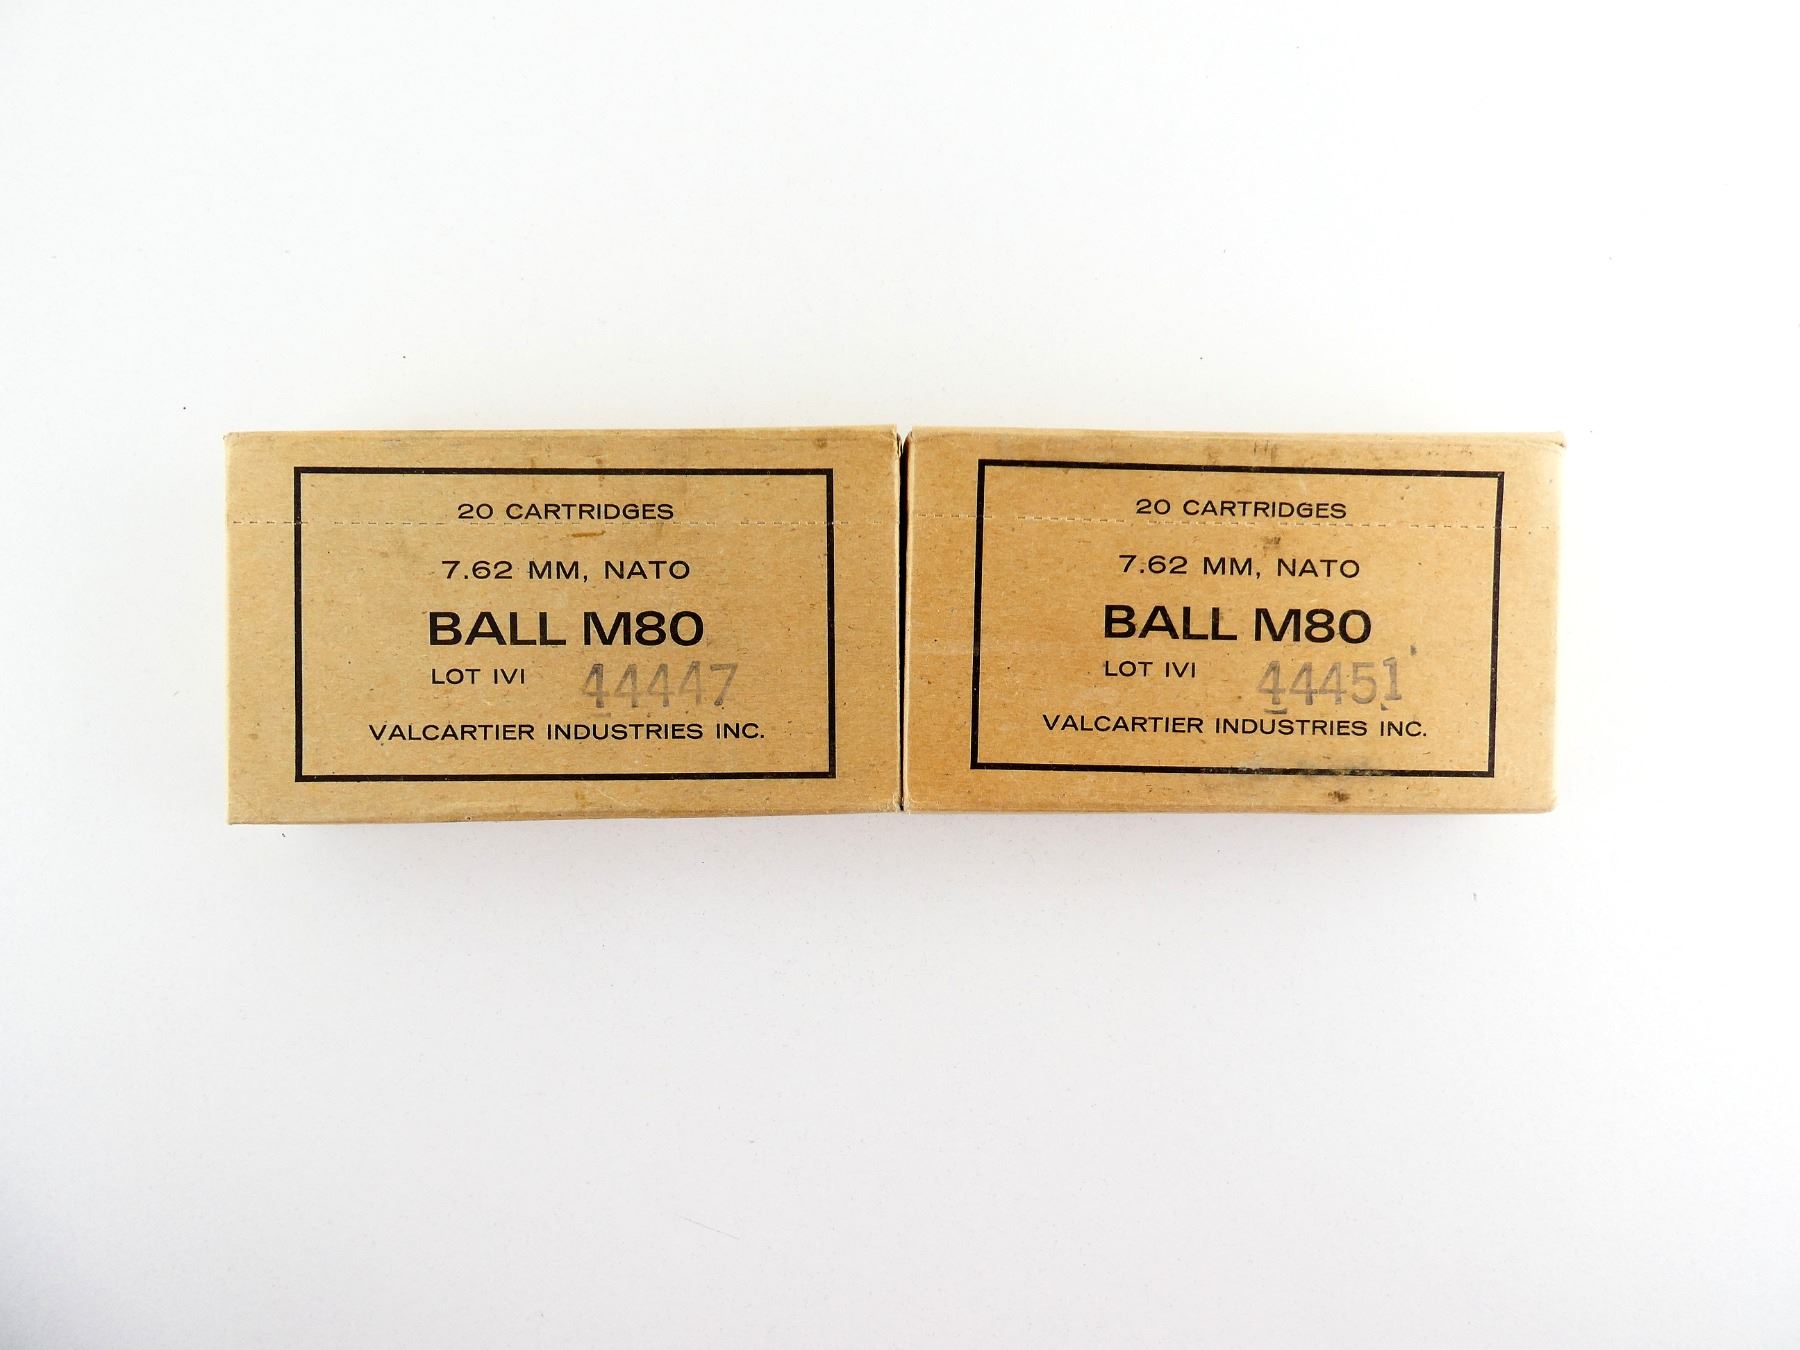 20 CARTRIDGES
7.62 MM, NATO
BALL M80
LOT IVI 44447
VALCARTIER INDUSTRIES INC.
20 CARTRIDGES
7.62 MM, NATO
BALL M80
LOT IVI 44451
VALCARTIER INDUSTRIES INC.